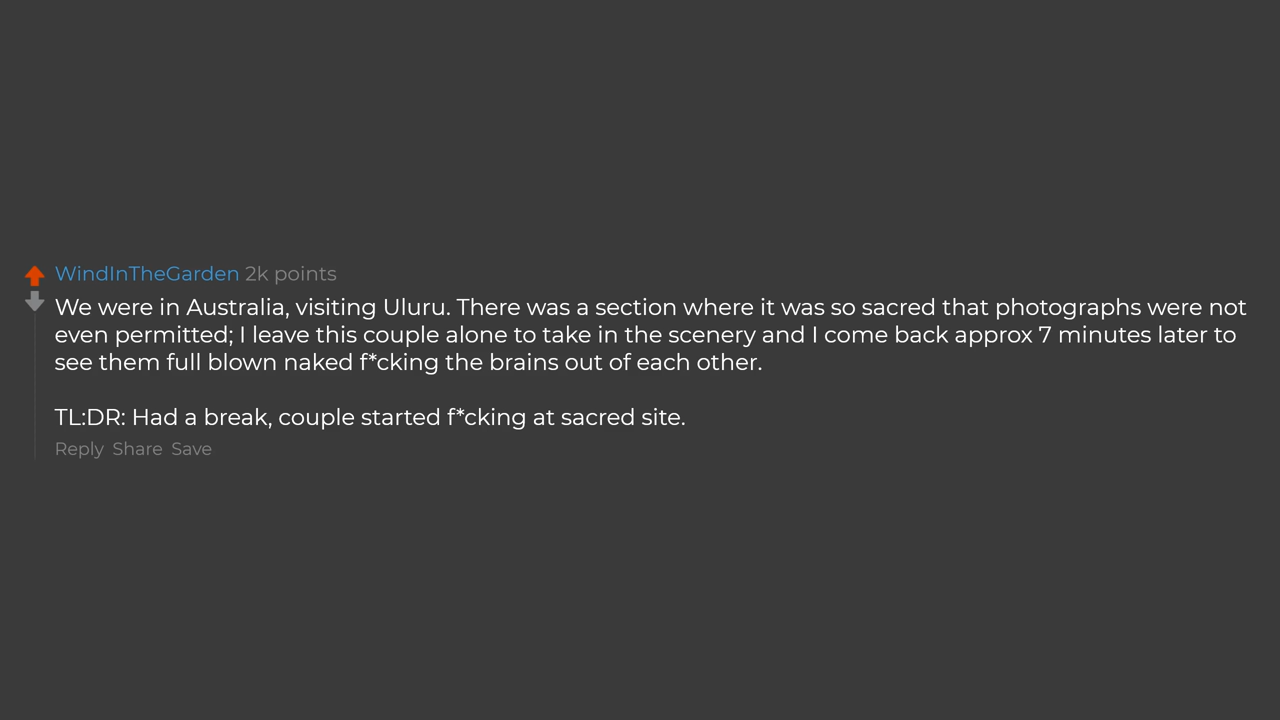 WindInTheGarden 2k points
We were in Australia, visiting Uluru. There was a section where it was so sacred that photographs were not
even permitted; I leave this couple alone to take in the scenery and I come back approx 7 minutes later to
see them full blown naked f*cking the brains out of each other.
TL:DR: Had a break, couple started f*cking at sacred site.
Reply Share Save